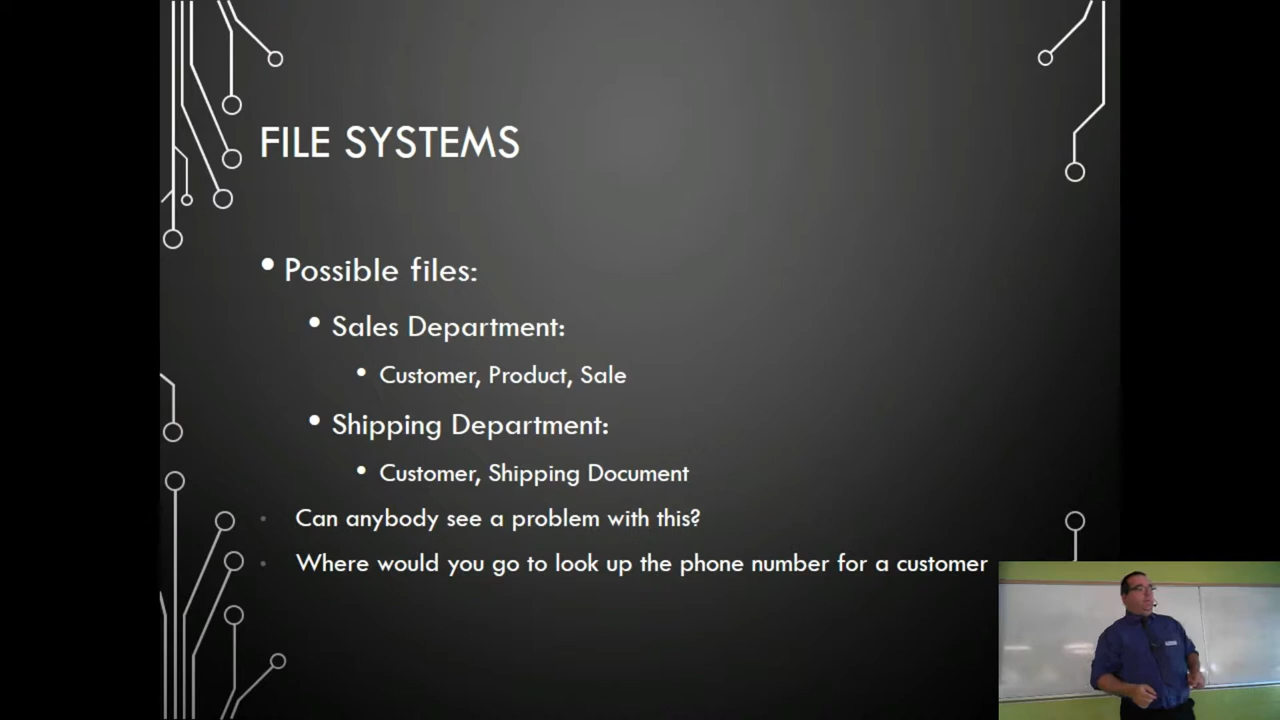 FILE SYSTEMS
• Possible files:
• Sales Department:
• Customer, Product, Sale
• Shipping Department:
• Customer, Shipping Document
• Can anybody see a problem with this?
• Where would you go to look up the phone number for a customer